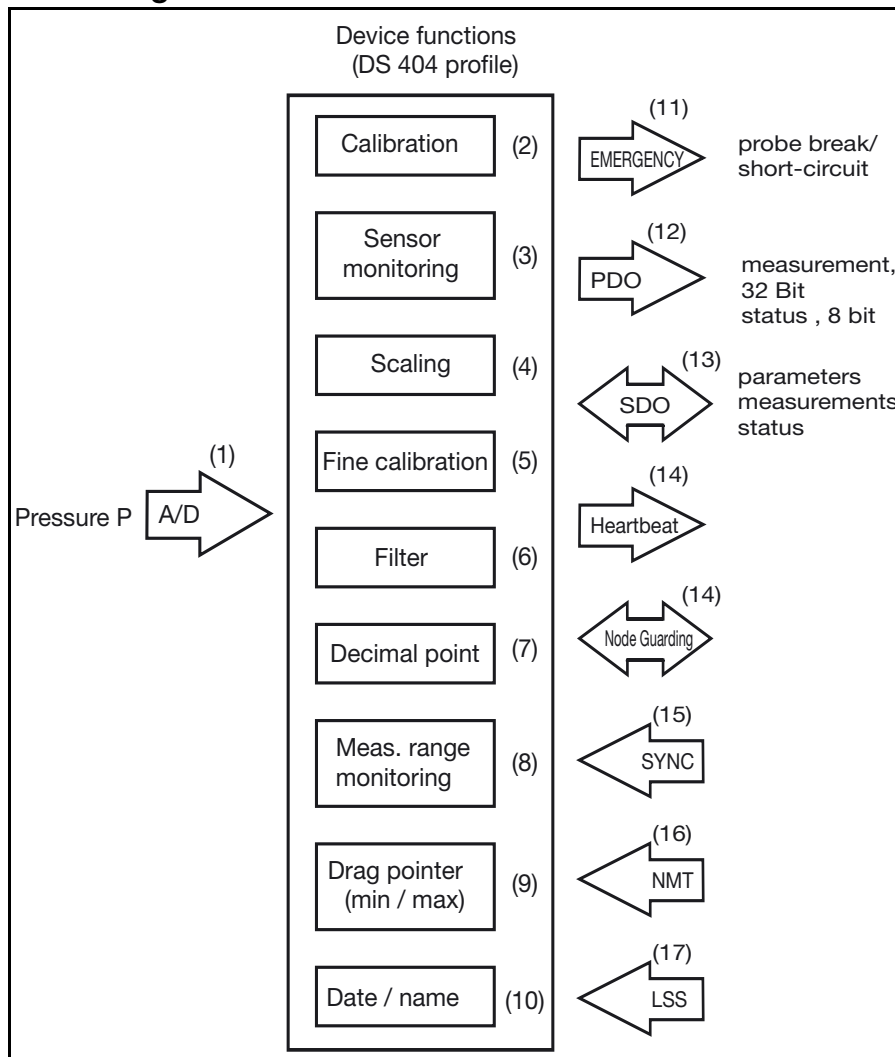 Device functions
(DS 404 profile)
Calibration
(2)
Sensor
monitoring
(3)
Scaling
(4)
Fine calibration
(5)
Filter
(6)
Decimal point
(7)
Meas. range
monitoring
(8)
Drag pointer
(min / max)
(9)
Date / name
(10)
(1)
Pressure P
A/D
(11)
EMERGENCY
probe break/
short-circuit
(12)
PDO
measurement,
32 Bit
status , 8 bit
(13)
SDO
parameters
measurements
status
(14)
Heartbeat
(14)
Node Guarding
(15)
SYNC
(16)
NMT
(17)
LSS